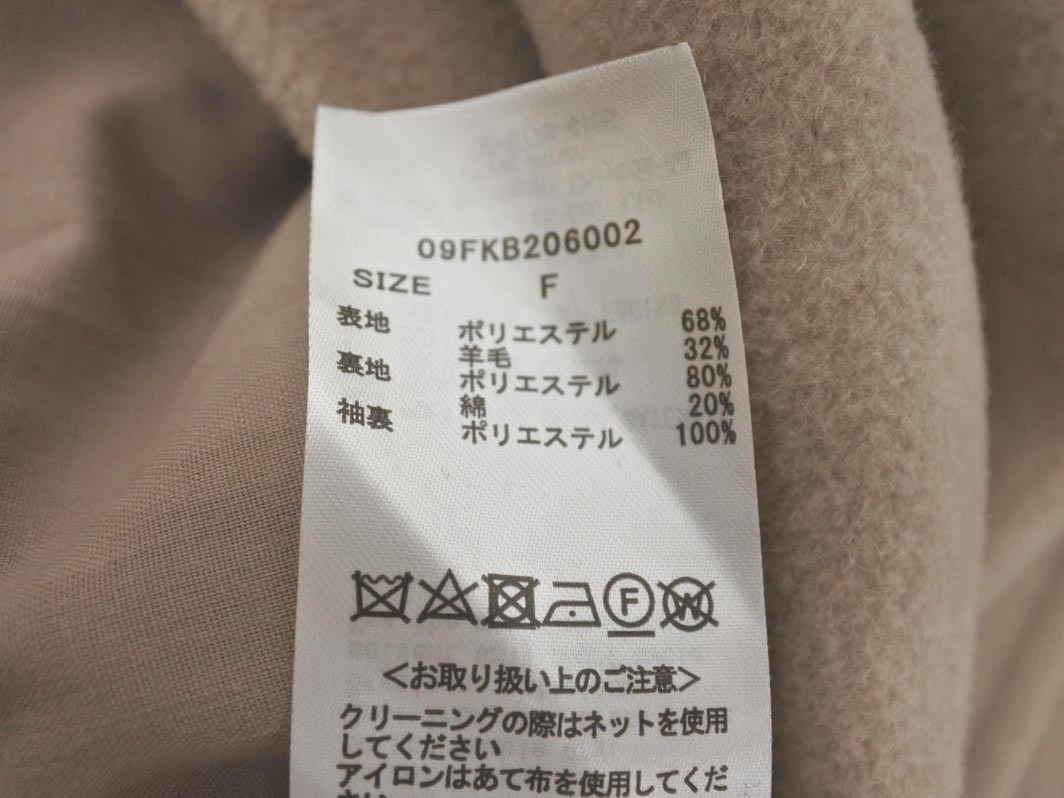 09FKB206002
SIZE F
表地 ポリエステル 68%
羊毛 32%
裏地 ポリエステル 80%
綿 20%
袖裏 ポリエステル 100%
F
W
<お取り扱い上のご注意>
クリーニングの際はネットを使用
してください
アイロンはあて布を使用してくだ